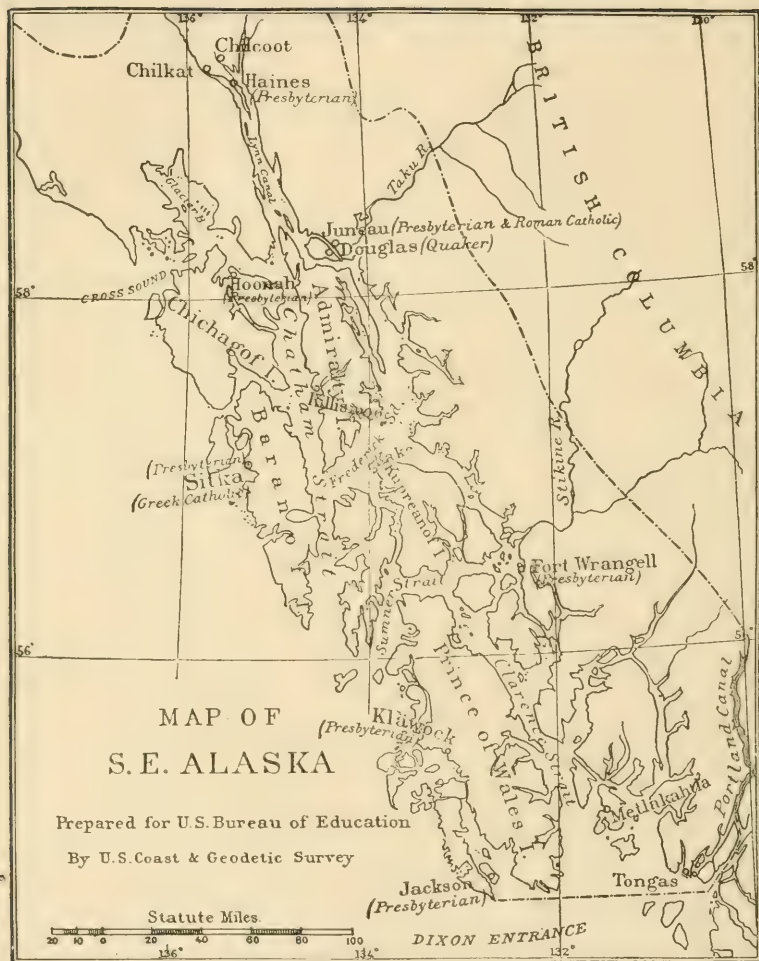 136°
134°
132°
130°
Chilcoot
Chilkat
Haines
(Presbyterian)
BRITISH COLUMBIA
Lynn Canal
Taku R.
Glacier B.
Juneau (Presbyterian & Roman Catholic)
Douglas (Quaker)
58°
CROSS SOUND
58°
Hoonah
(Presbyterian)
Chichagof I.
Admiralty I.
Chatham Strait
Killisnoo
Baranof I.
Frederick Sd.
Kake
Stikine R.
(Presbyterian)
Sitka
(Greek Catholic)
Kupreanof I.
Fort Wrangell
(Presbyterian)
Sumner Strait
56°
Prince of Wales I.
Clarence Strait
Portland Canal
MAP OF
S.E. ALASKA
Klawock
(Presbyterian)
Metlakahtla
Prepared for U.S. Bureau of Education
By U.S. Coast & Geodetic Survey
Jackson
(Presbyterian)
Tongas
Statute Miles.
20 10 0 20 40 60 80 100
DIXON ENTRANCE
136°
134°
132°